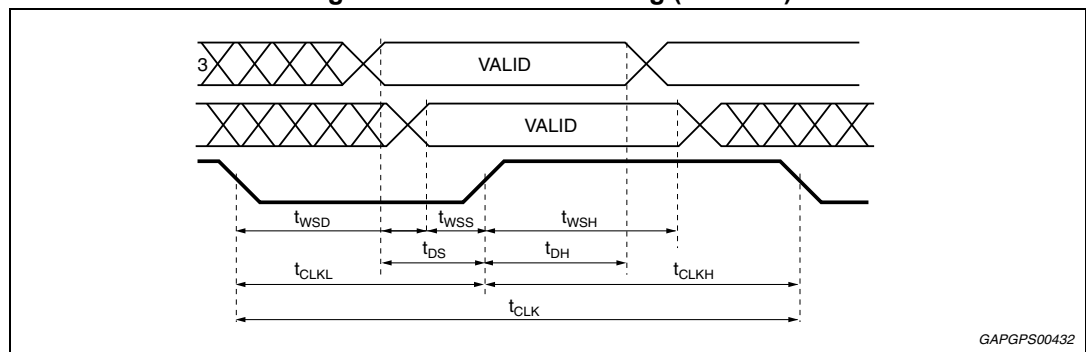 3 VALID
VALID
tWSD tWSS tWSH
tDS tDH
tCLKL tCLKH
tCLK
GAPGPS00432